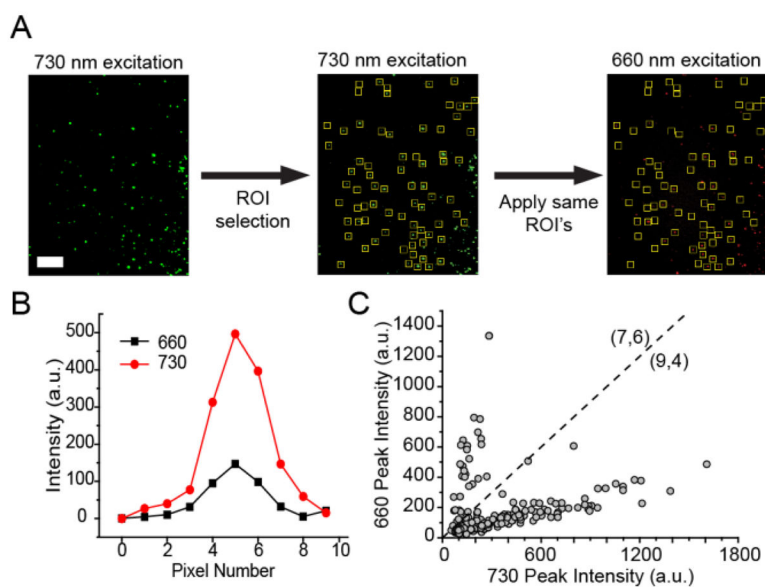 A
730 nm excitation
730 nm excitation
660 nm excitation
ROI
selection
Apply same
ROI's
B
500
400
300
200
150
100
50
0
Intensity (a.u.)
660
730
0
2
4
6
8
10
Pixel Number
C
1400
1200
1000
800
600
400
200
0
660 Peak Intensity (a.u.)
(7,6)
(9,4)
600
1200
1800
730 Peak Intensity (a.u.)